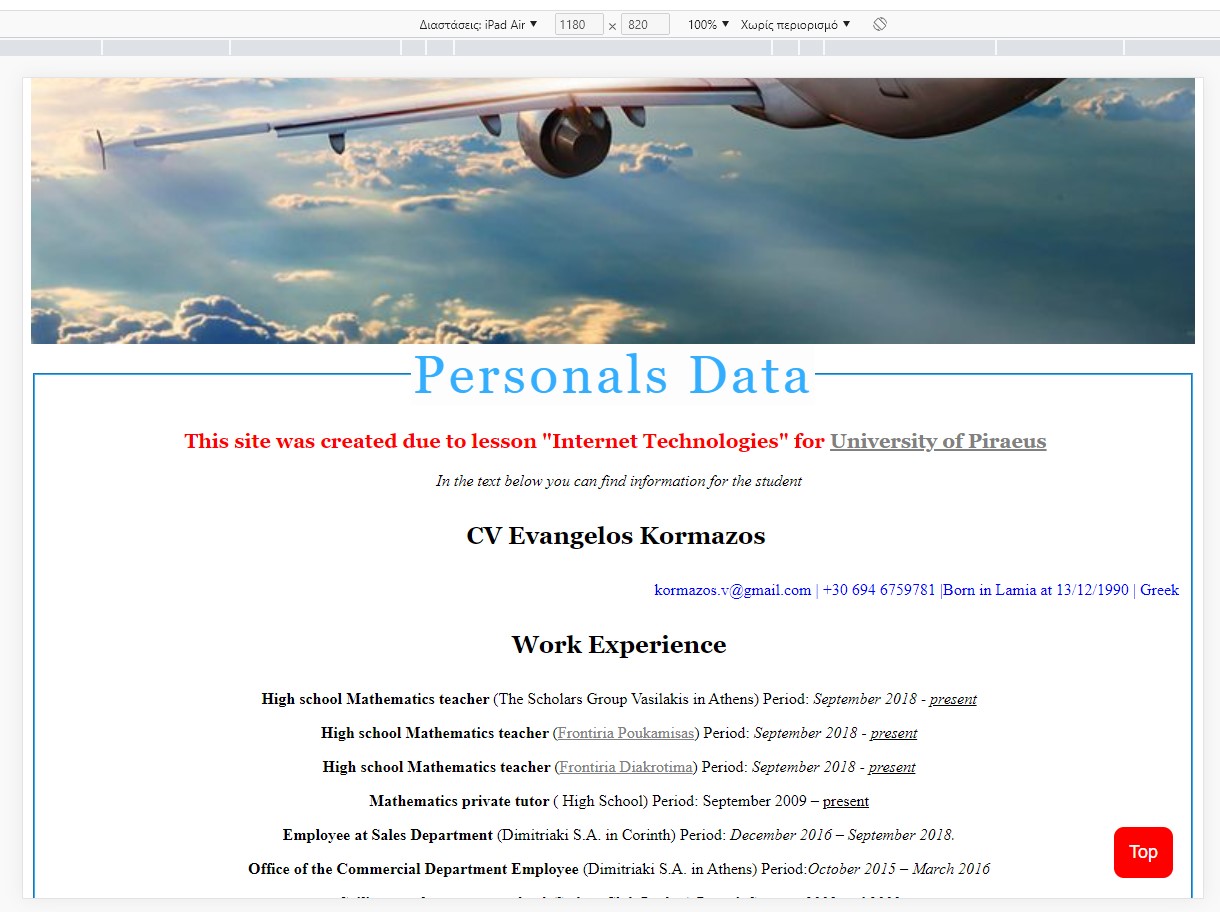 Διαστάσεις: iPad Air ▼ 1180 × 820 100% ▼ Χωρίς περιορισμό ▼
Personals Data
This site was created due to lesson "Internet Technologies" for University of Piraeus
In the text below you can find information for the student
CV Evangelos Kormazos
kormazos.v@gmail.com | +30 694 6759781 |Born in Lamia at 13/12/1990 | Greek
Work Experience
High school Mathematics teacher (The Scholars Group Vasilakis in Athens) Period: September 2018 - present
High school Mathematics teacher (Frontiria Poukamisas) Period: September 2018 - present
High school Mathematics teacher (Frontiria Diakrotima) Period: September 2018 - present
Mathematics private tutor ( High School) Period: September 2009 – present
Employee at Sales Department (Dimitriaki S.A. in Corinth) Period: December 2016 – September 2018.
Office of the Commercial Department Employee (Dimitriaki S.A. in Athens) Period:October 2015 – March 2016
Top